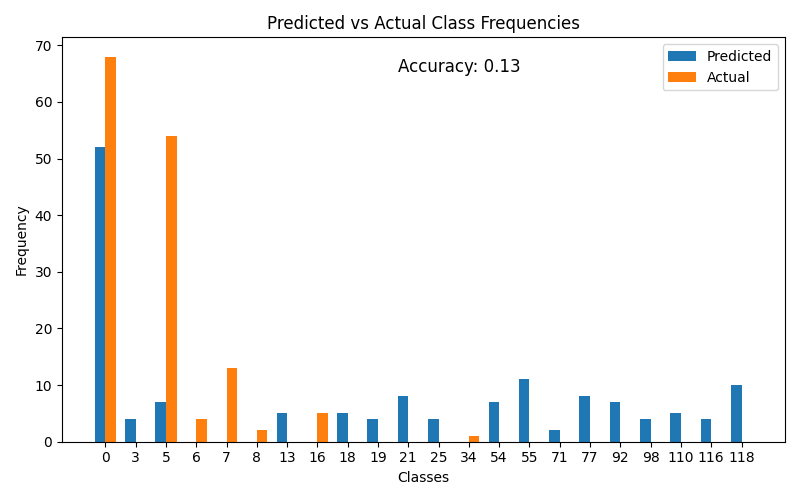 Predicted vs Actual Class Frequencies
70
60
50
40
30
20
10
0
Frequency
Accuracy: 0.13
Predicted
Actual
0 3 5 6 7 8 13 16 18 19 21 25 34 54 55 71 77 92 98 110 116 118
Classes